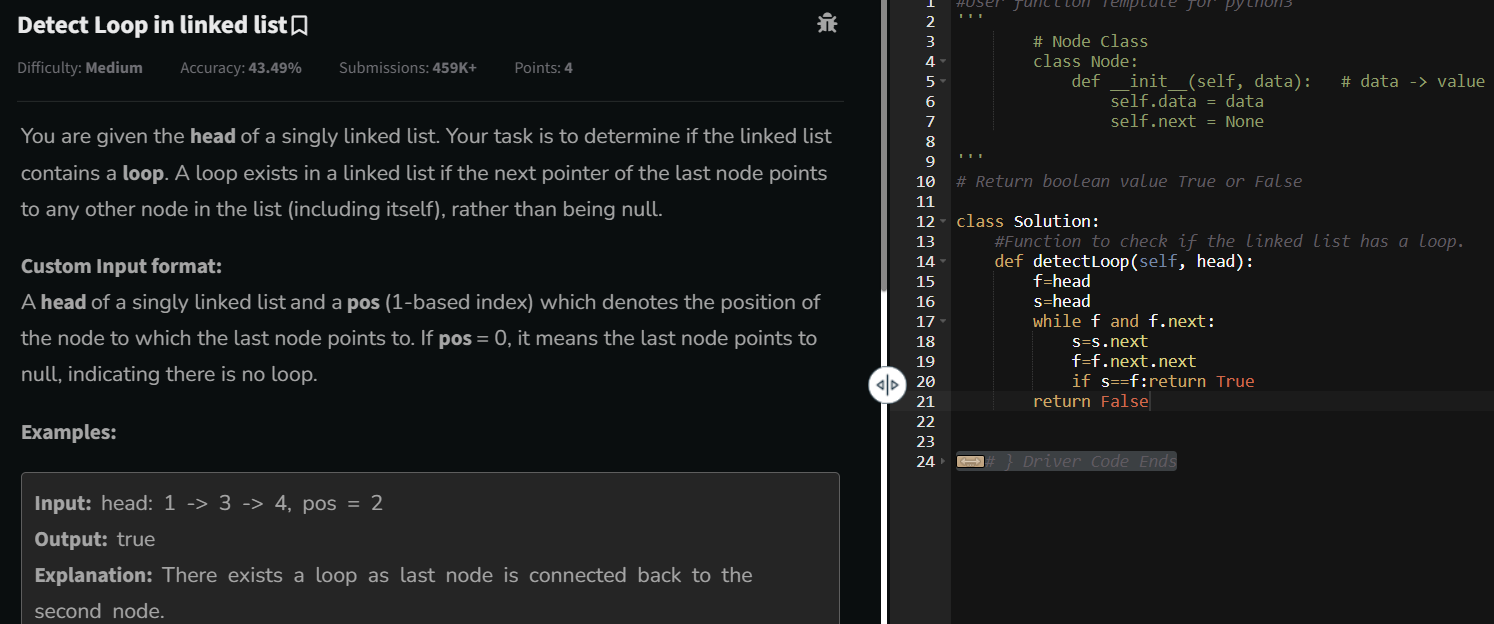 Detect Loop in linked list
Difficulty: Medium Accuracy: 43.49% Submissions: 459K+ Points: 4
You are given the head of a singly linked list. Your task is to determine if the linked list
contains a loop. A loop exists in a linked list if the next pointer of the last node points
to any other node in the list (including itself), rather than being null.
Custom Input format:
A head of a singly linked list and a pos (1-based index) which denotes the position of
the node to which the last node points to. If pos = 0, it means the last node points to
null, indicating there is no loop.
Examples:
Input: head: 1 -> 3 -> 4, pos = 2
Output: true
Explanation: There exists a loop as last node is connected back to the
second node.
1 #User function Template for python3
2 '''
3 # Node Class
4 class Node:
5 def __init__(self, data): # data -> value
6 self.data = data
7 self.next = None
8
9 '''
10 # Return boolean value True or False
11
12 class Solution:
13 #Function to check if the linked list has a loop.
14 def detectLoop(self, head):
15 f=head
16 s=head
17 while f and f.next:
18 s=s.next
19 f=f.next.next
20 if s==f:return True
21 return False
22
23
24 # } Driver Code Ends